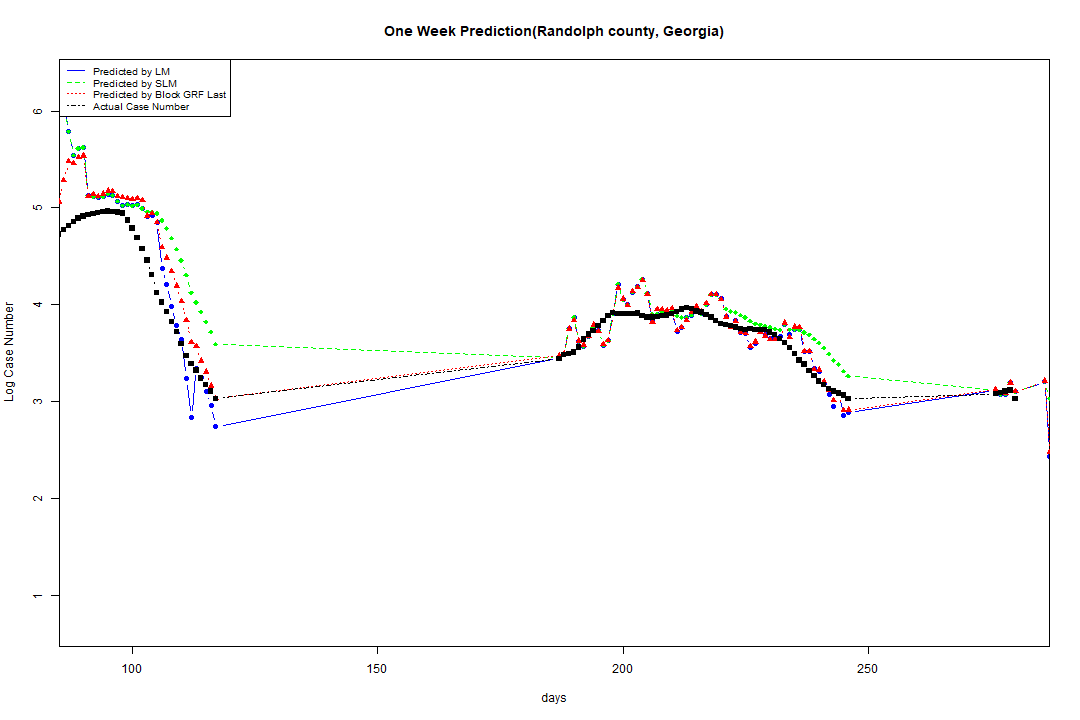 One Week Prediction(Randolph county, Georgia)
Predicted by LM
Predicted by SLM
Predicted by Block GRF Last
Actual Case Number
Log Case Number
6
5
4
3
2
1
100 150 200 250
days